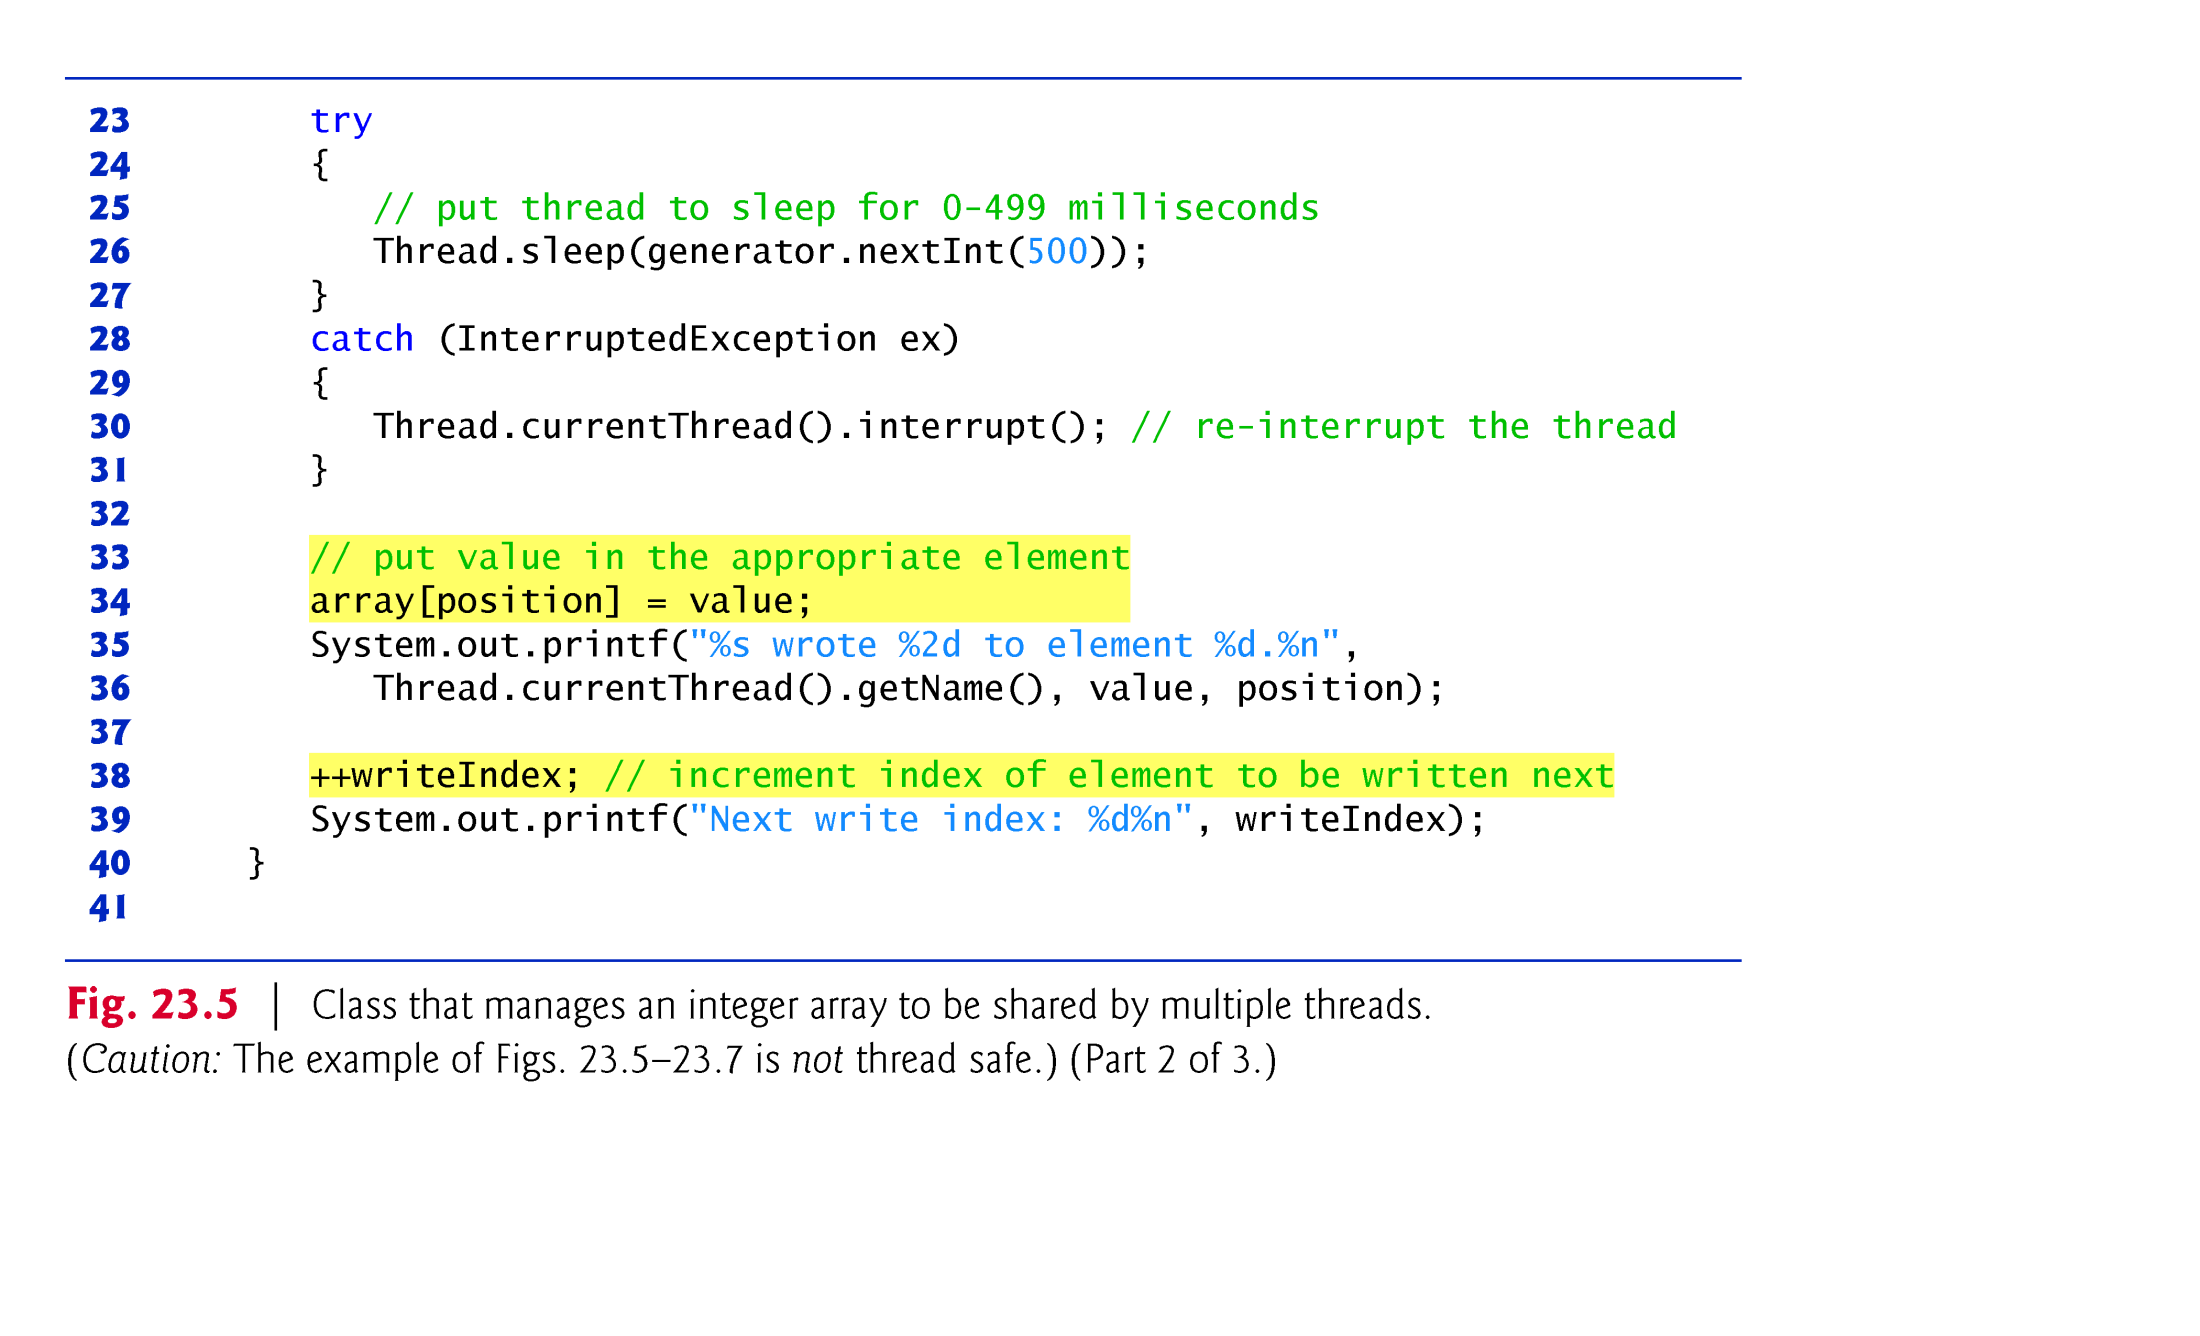 23 try
24 {
25 // put thread to sleep for 0-499 milliseconds
26 Thread.sleep(generator.nextInt(500));
27 }
28 catch (InterruptedException ex)
29 {
30 Thread.currentThread().interrupt(); // re-interrupt the thread
31 }
32
33 // put value in the appropriate element
34 array[position] = value;
35 System.out.printf("%s wrote %2d to element %d.%n",
36 Thread.currentThread().getName(), value, position);
37
38 ++writeIndex; // increment index of element to be written next
39 System.out.printf("Next write index: %d%n", writeIndex);
40 }
41
Fig. 23.5 | Class that manages an integer array to be shared by multiple threads.
(Caution: The example of Figs. 23.5–23.7 is not thread safe.) (Part 2 of 3.)